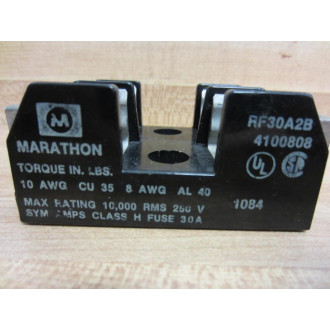 M
MARATHON
TORQUE IN. LBS.
10 AWG CU 35 8 AWG AL 40
MAX RATING 10,000 RMS 250 V
SYM AMPS CLASS H FUSE 30A
RF30A2B
4100808
UL
1084